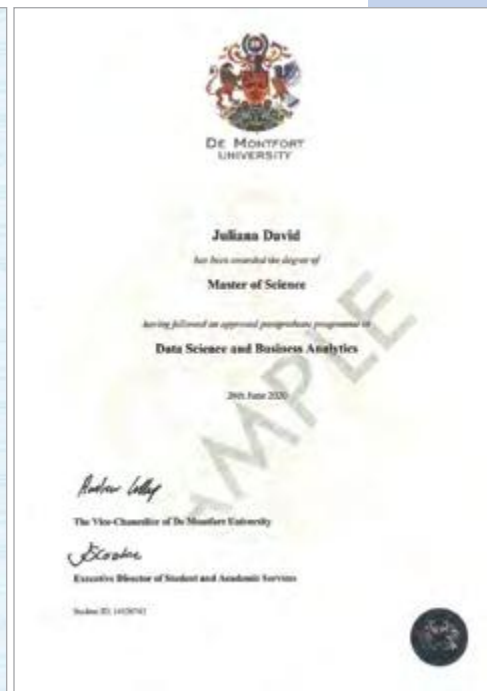 DE MONTFORT
UNIVERSITY
Juliana David
has been awarded the degree of
Master of Science
having followed an approved postgraduate programme in
Data Science and Business Analytics
26th June 2020
SAMPLE
The Vice-Chancellor of De Montfort University
Executive Director of Student and Academic Services
Student ID: